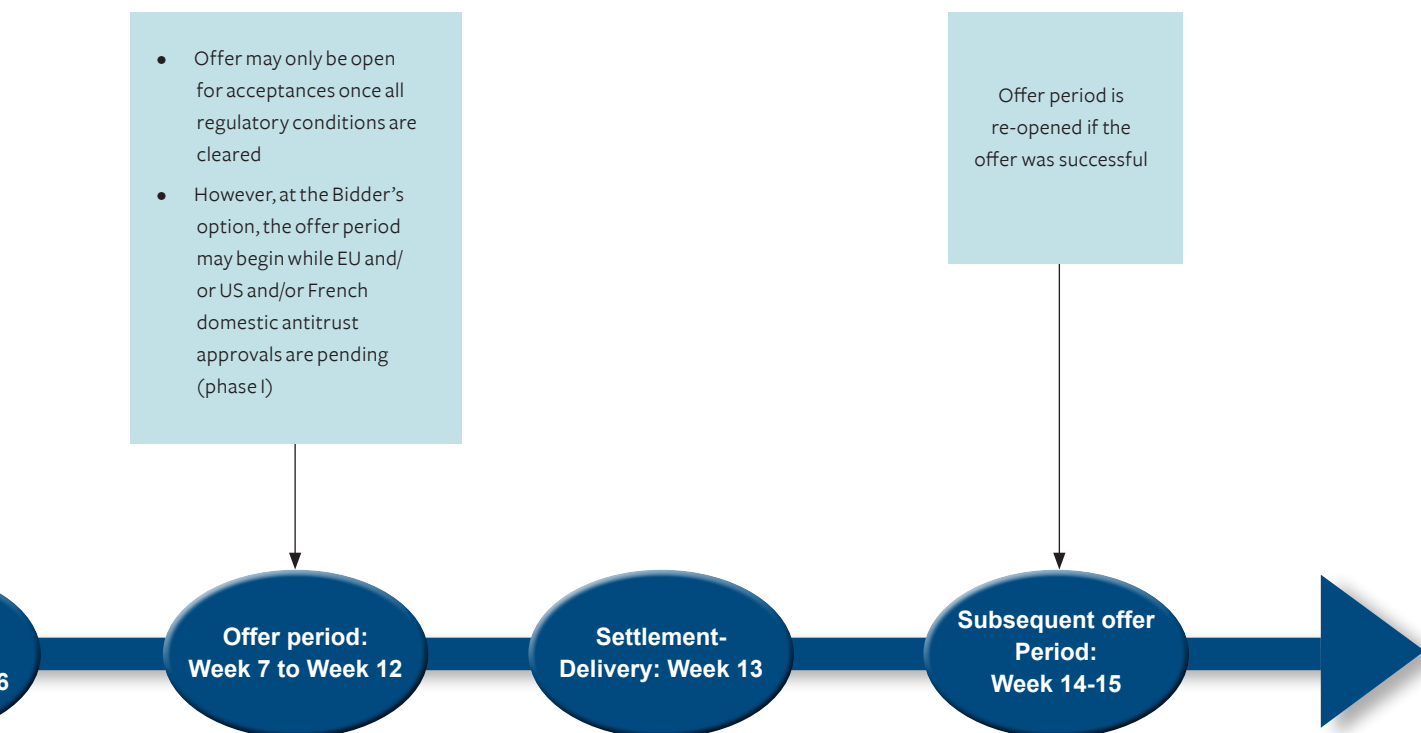 ● Offer may only be open
for acceptances once all
regulatory conditions are
cleared
● However, at the Bidder’s
option, the offer period
may begin while EU and/
or US and/or French
domestic antitrust
approvals are pending
(phase I)
Offer period is
re-opened if the
offer was successful
6
Offer period:
Week 7 to Week 12
Settlement-
Delivery: Week 13
Subsequent offer
Period:
Week 14-15